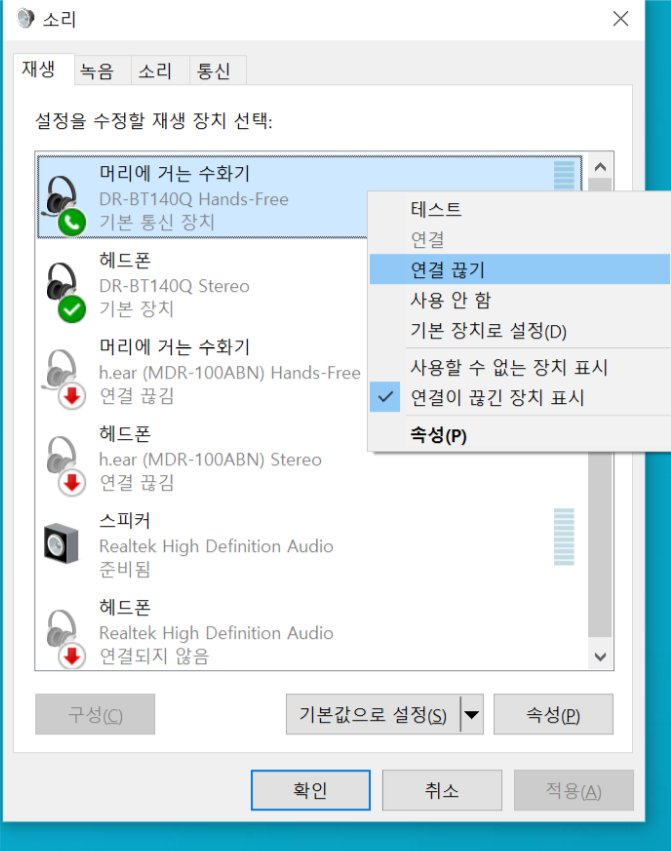 소리
재생 녹음 소리 통신
설정을 수정할 재생 장치 선택:
머리에 거는 수화기
DR-BT140Q Hands-Free
기본 통신 장치
헤드폰
DR-BT140Q Stereo
기본 장치
머리에 거는 수화기
h.ear (MDR-100ABN) Hands-Free
연결 끊김
헤드폰
h.ear (MDR-100ABN) Stereo
연결 끊김
스피커
Realtek High Definition Audio
준비됨
헤드폰
Realtek High Definition Audio
연결되지 않음
테스트
연결
연결 끊기
사용 안 함
기본 장치로 설정(D)
사용할 수 없는 장치 표시
연결이 끊긴 장치 표시
속성(P)
구성(C) 기본값으로 설정(S) 속성(P)
확인 취소 적용(A)